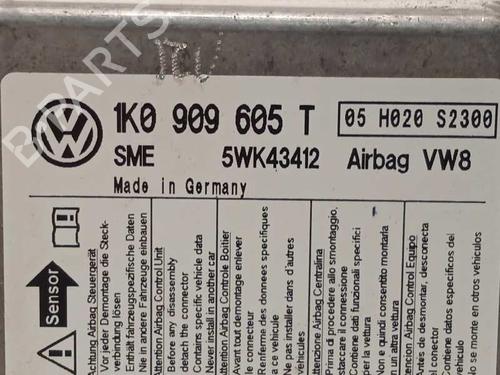 B-PARTS
1K0 909 605 T
05 H020 S2300
SME 5WK43412 Airbag VW8
Made in Germany
Sensor
Achtung Airbag Steuergerät
Vor jeder Demontage die Steck-
verbindung lösen
Enthält fahrzeugspezifische Daten
Nie in andere Fahrzeuge einbauen
Attention Airbag Control Unit
Before any disassembly
detach the connector
Contains specific vehicle data
Never install in another car
Attention Airbag Controle Boitier
Avant tout demontage enlever
le connecteur
Renferme des donnees specifiques
a ce vehicule
Ne pas installer dans d'autres
vehicules
Attenzione Airbag Centralina
Prima di procedere allo smontaggio,
staccare il connessione
Contiene dati funzionali specifici
per la vettura
Non e quindi consentito montarla
su un altra vettura
Attención Airbag Control Equipo
Antes de desmontar, desconecta
el conector
Contiene datos específicos del
vehículo
No se monte en otros vehículos